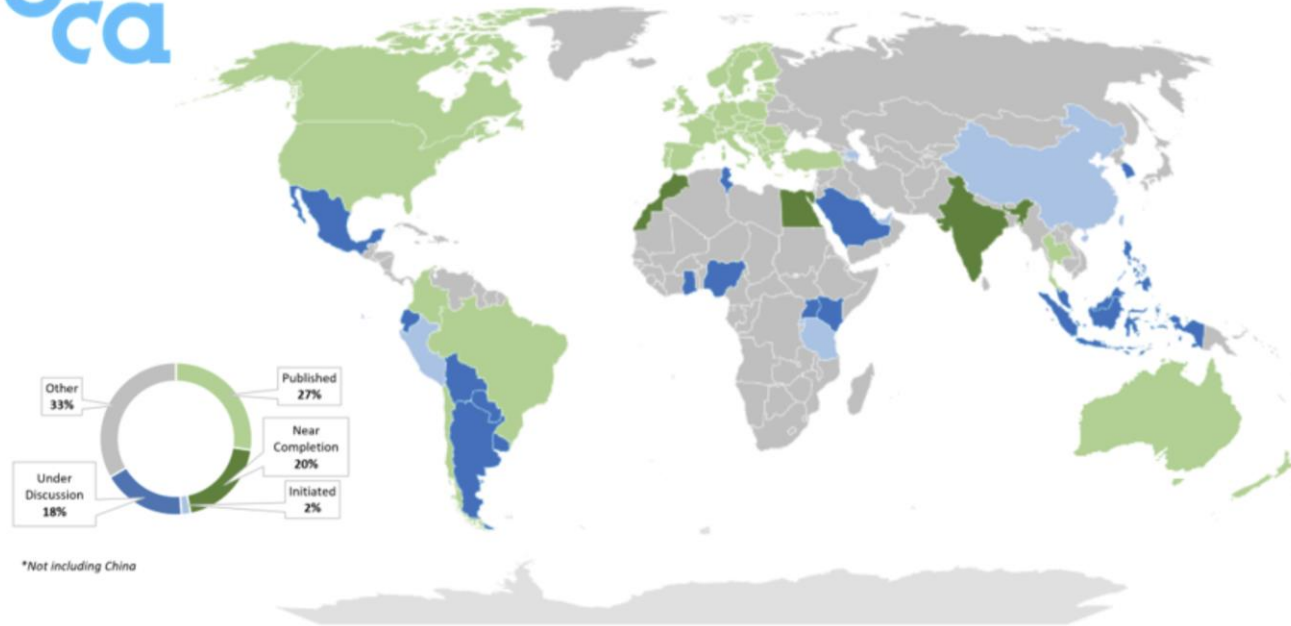 ca
Other
33%
Published
27%
Near
Completion
20%
Under
Discussion
18%
Initiated
2%
*Not including China